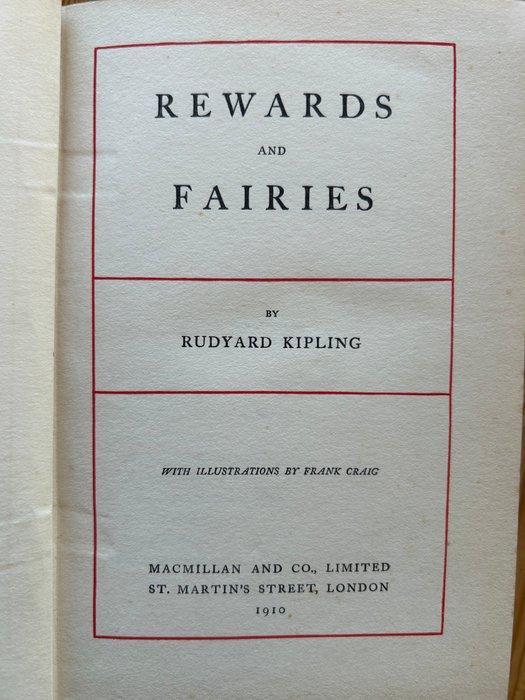 REWARDS
AND
FAIRIES
BY
RUDYARD KIPLING
WITH ILLUSTRATIONS BY FRANK CRAIG
MACMILLAN AND CO., LIMITED
ST. MARTIN'S STREET, LONDON
1910